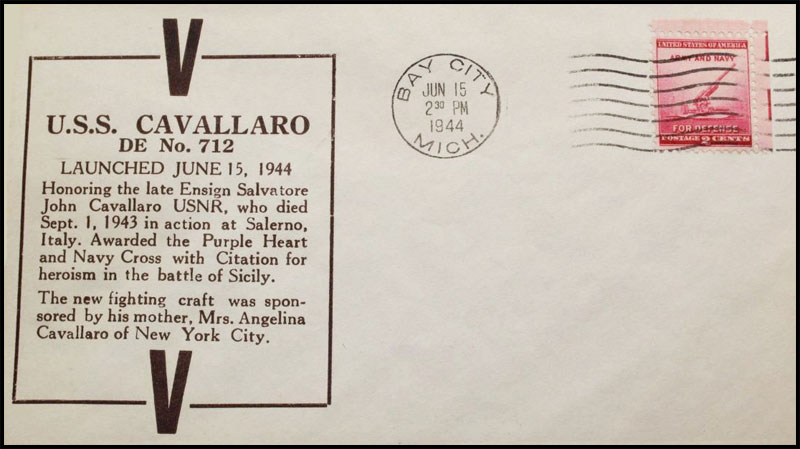 V
U.S.S. CAVALLARO
DE No. 712
LAUNCHED JUNE 15, 1944
Honoring the late Ensign Salvatore
John Cavallaro USNR, who died
Sept. 1, 1943 in action at Salerno,
Italy. Awarded the Purple Heart
and Navy Cross with Citation for
heroism in the battle of Sicily.
The new fighting craft was spon-
sored by his mother, Mrs. Angelina
Cavallaro of New York City.
V
BAY CITY
JUN 15
2 30 PM
1944
MICH.
UNITED STATES OF AMERICA
ARMY AND NAVY
FOR DEFENSE
POSTAGE 2 CENTS